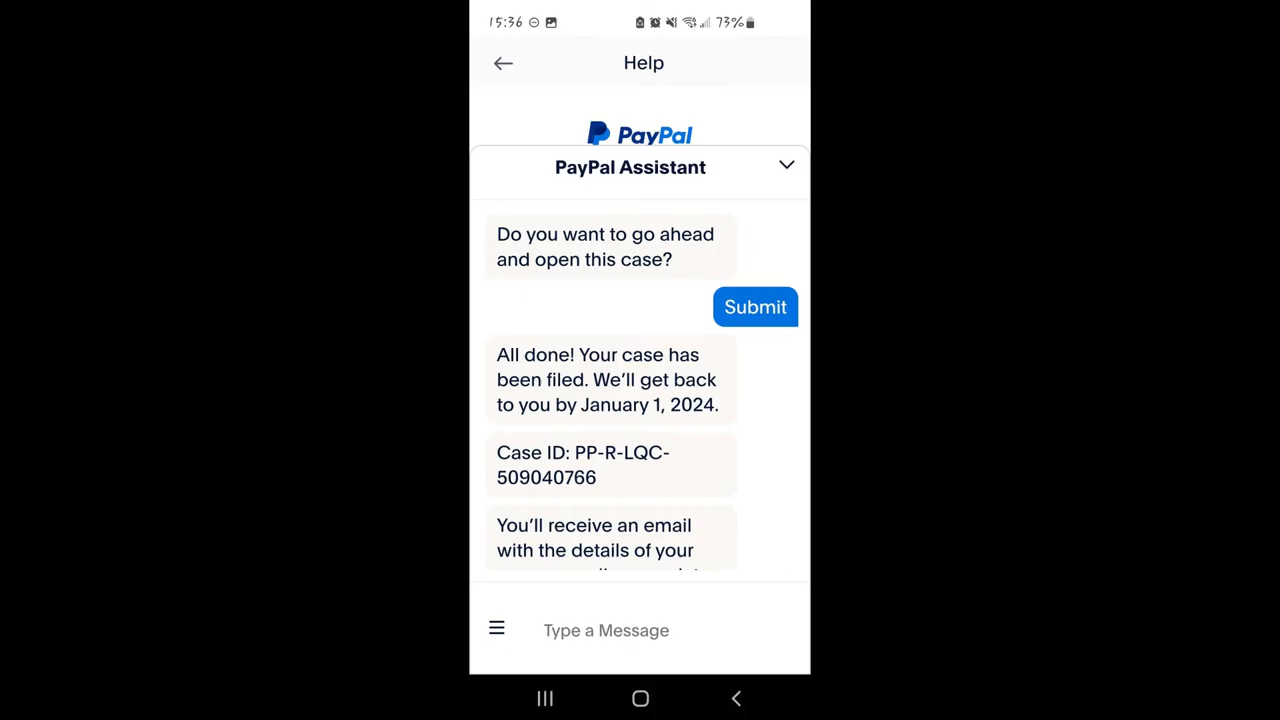 15:36 73%
Help
PayPal
PayPal Assistant
Do you want to go ahead
and open this case?
Submit
All done! Your case has
been filed. We’ll get back
to you by January 1, 2024.
Case ID: PP-R-LQC-
509040766
You’ll receive an email
with the details of your
Type a Message